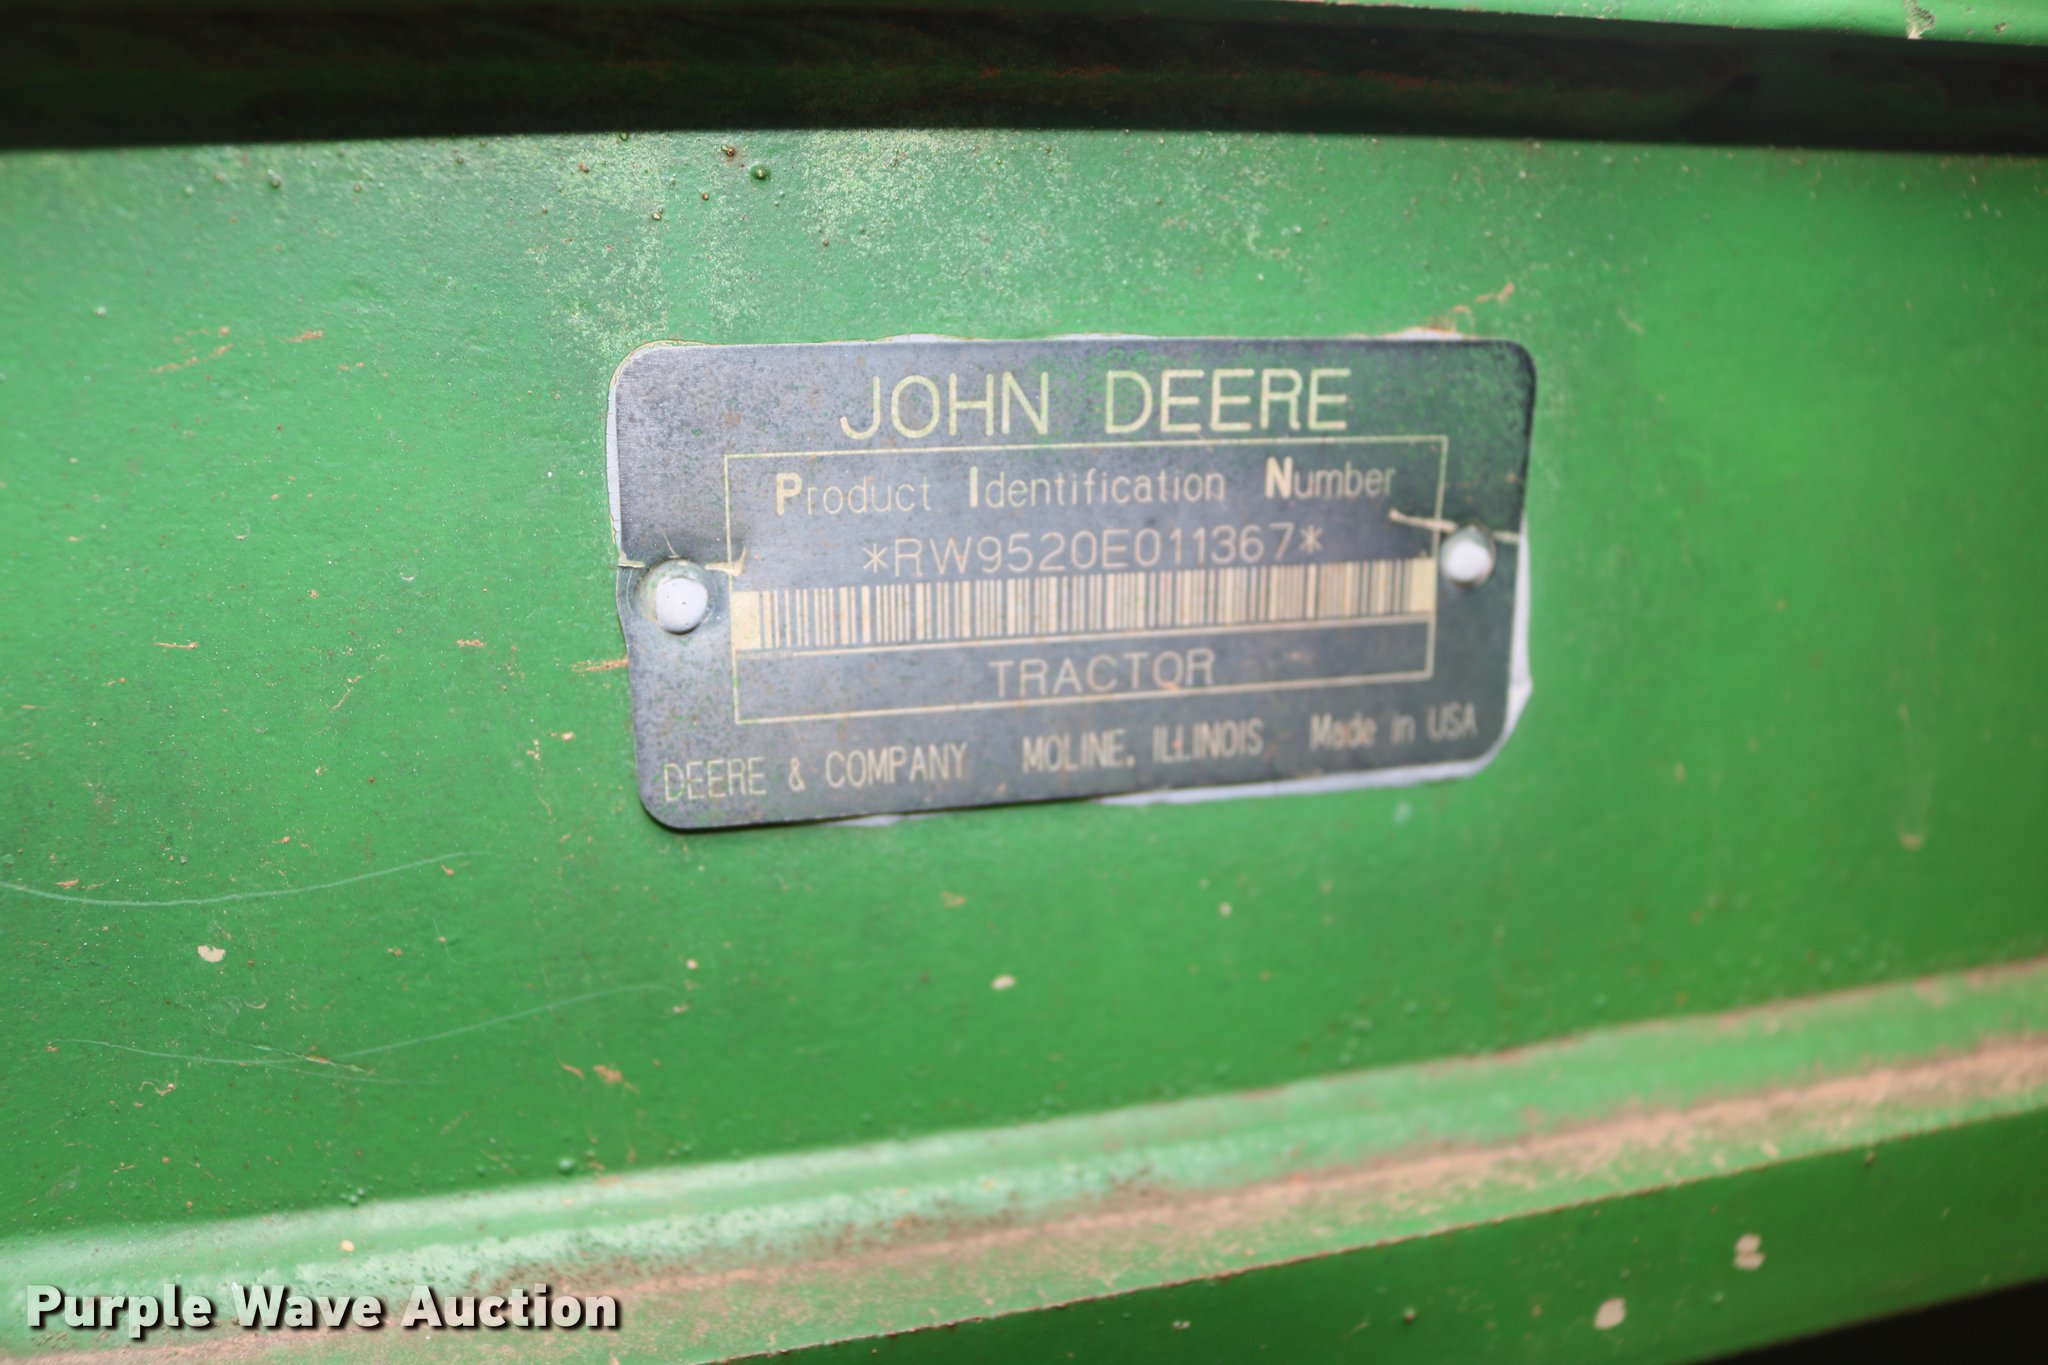 JOHN DEERE
Product Identification Number
*RW9520E011367*
TRACTOR
DEERE & COMPANY MOLINE, ILLINOIS Made in USA
Purple Wave Auction